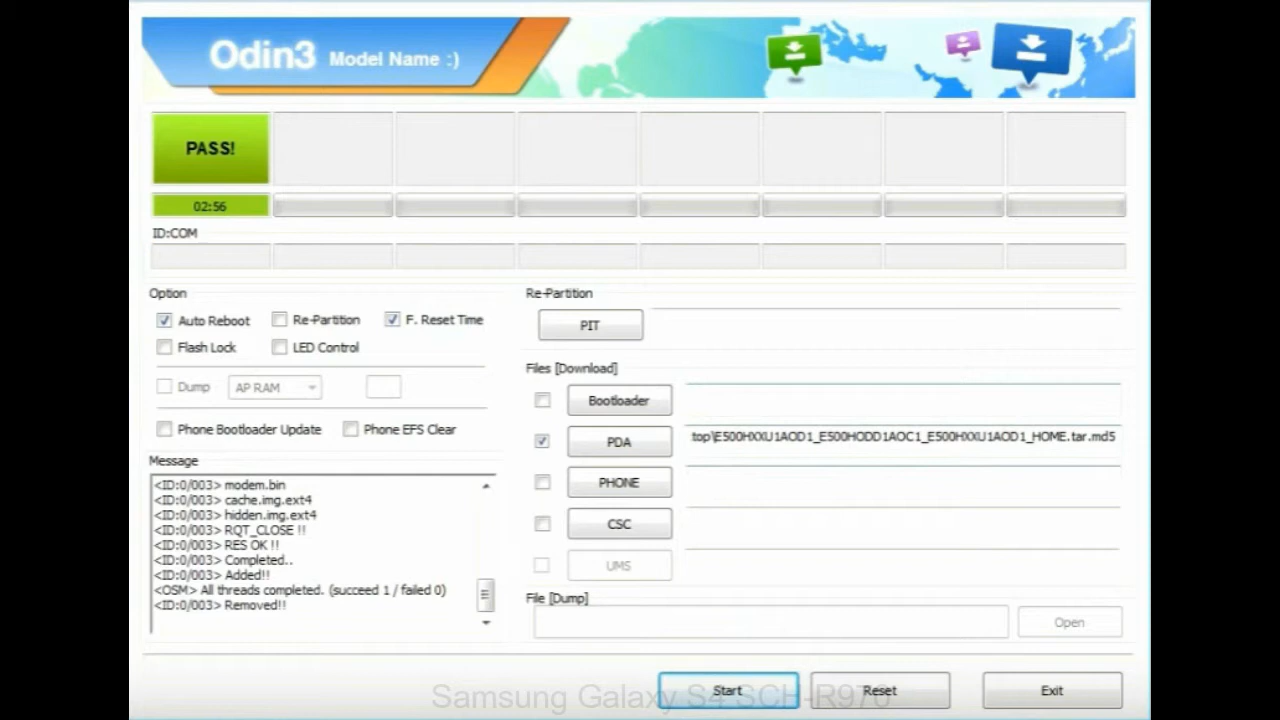 Odin3 Model Name :)
PASS!
02:56
ID:COM
Option
Auto Reboot Re-Partition F. Reset Time
Flash Lock LED Control
Dump AP RAM
Phone Bootloader Update Phone EFS Clear
Message
<ID:0/003> modem.bin
<ID:0/003> cache.img.ext4
<ID:0/003> hidden.img.ext4
<ID:0/003> RQT_CLOSE !!
<ID:0/003> RES OK !!
<ID:0/003> Completed..
<ID:0/003> Added!!
<OSM> All threads completed. (succeed 1 / failed 0)
<ID:0/003> Removed!!
Re-Partition
PIT
Files [Download]
Bootloader
PDA top\E500HXXU1AOD1_E500HODD1AOC1_E500HXXU1AOD1_HOME.tar.md5
PHONE
CSC
UMS
File [Dump]
Open
Start Reset Exit
Samsung Galaxy S4 SCH-R970